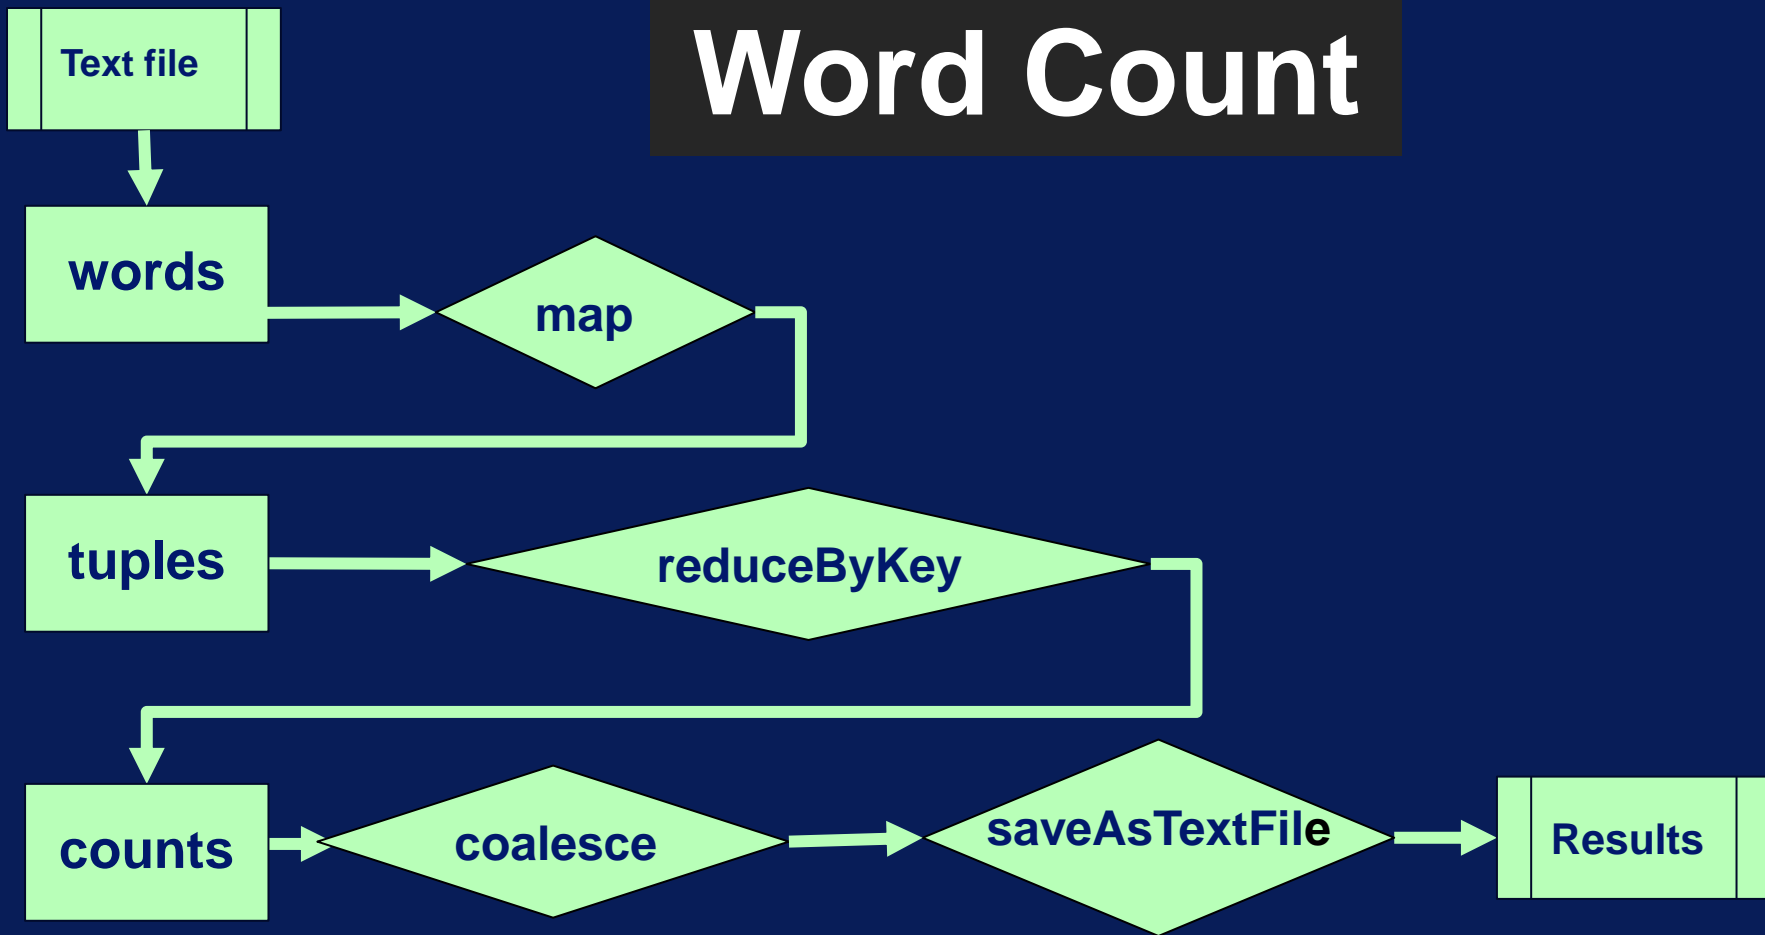 Word Count
Text file
words
map
tuples
reduceByKey
counts
coalesce
saveAsTextFile
Results